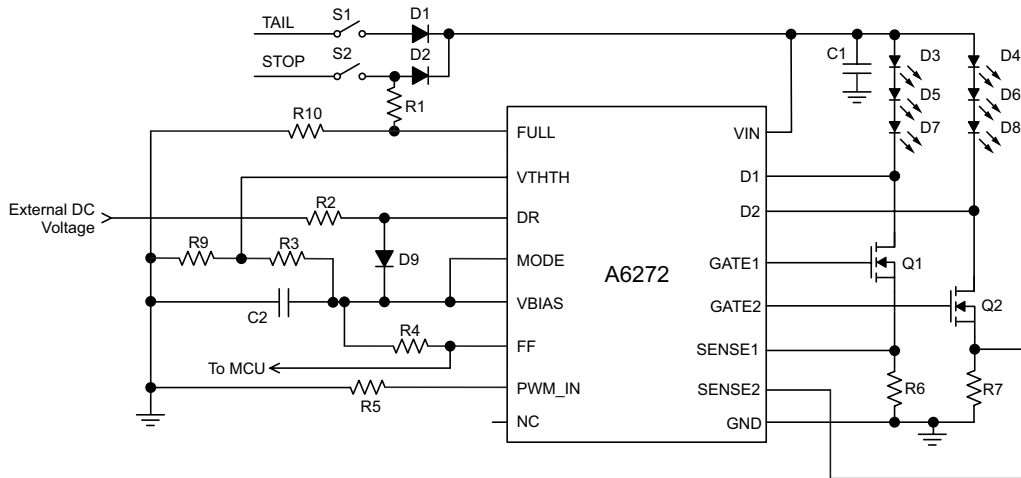 TAIL
S1
D1
STOP
S2
D2
R1
C1
D3
D4
D5
D6
D7
D8
R10
FULL
VIN
VTHTH
D1
External DC
Voltage
R2
DR
D2
R9
R3
D9
MODE
A6272
GATE1
Q1
C2
VBIAS
GATE2
Q2
R4
FF
SENSE1
To MCU
R5
PWM_IN
SENSE2
R6
R7
NC
GND